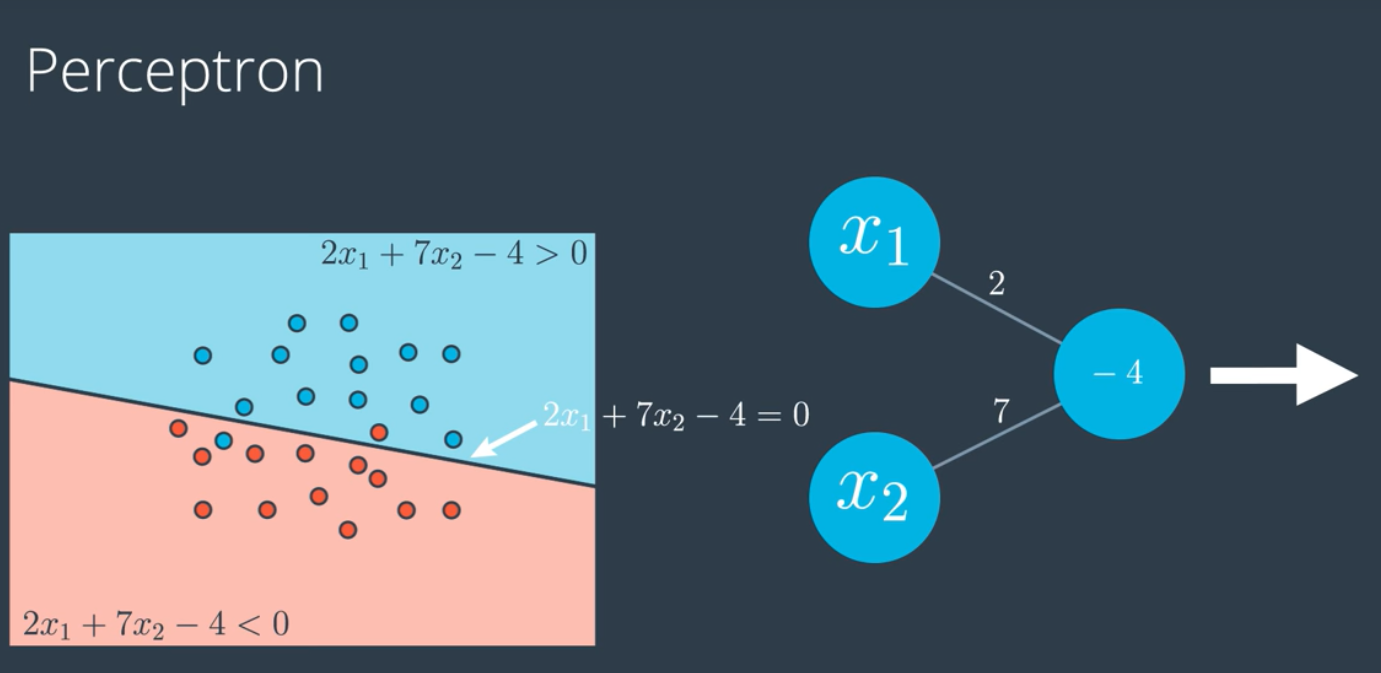 Perceptron
2x₁ + 7x₂ − 4 > 0
2x₁ + 7x₂ − 4 = 0
2x₁ + 7x₂ − 4 < 0
x₁
2
− 4
7
x₂